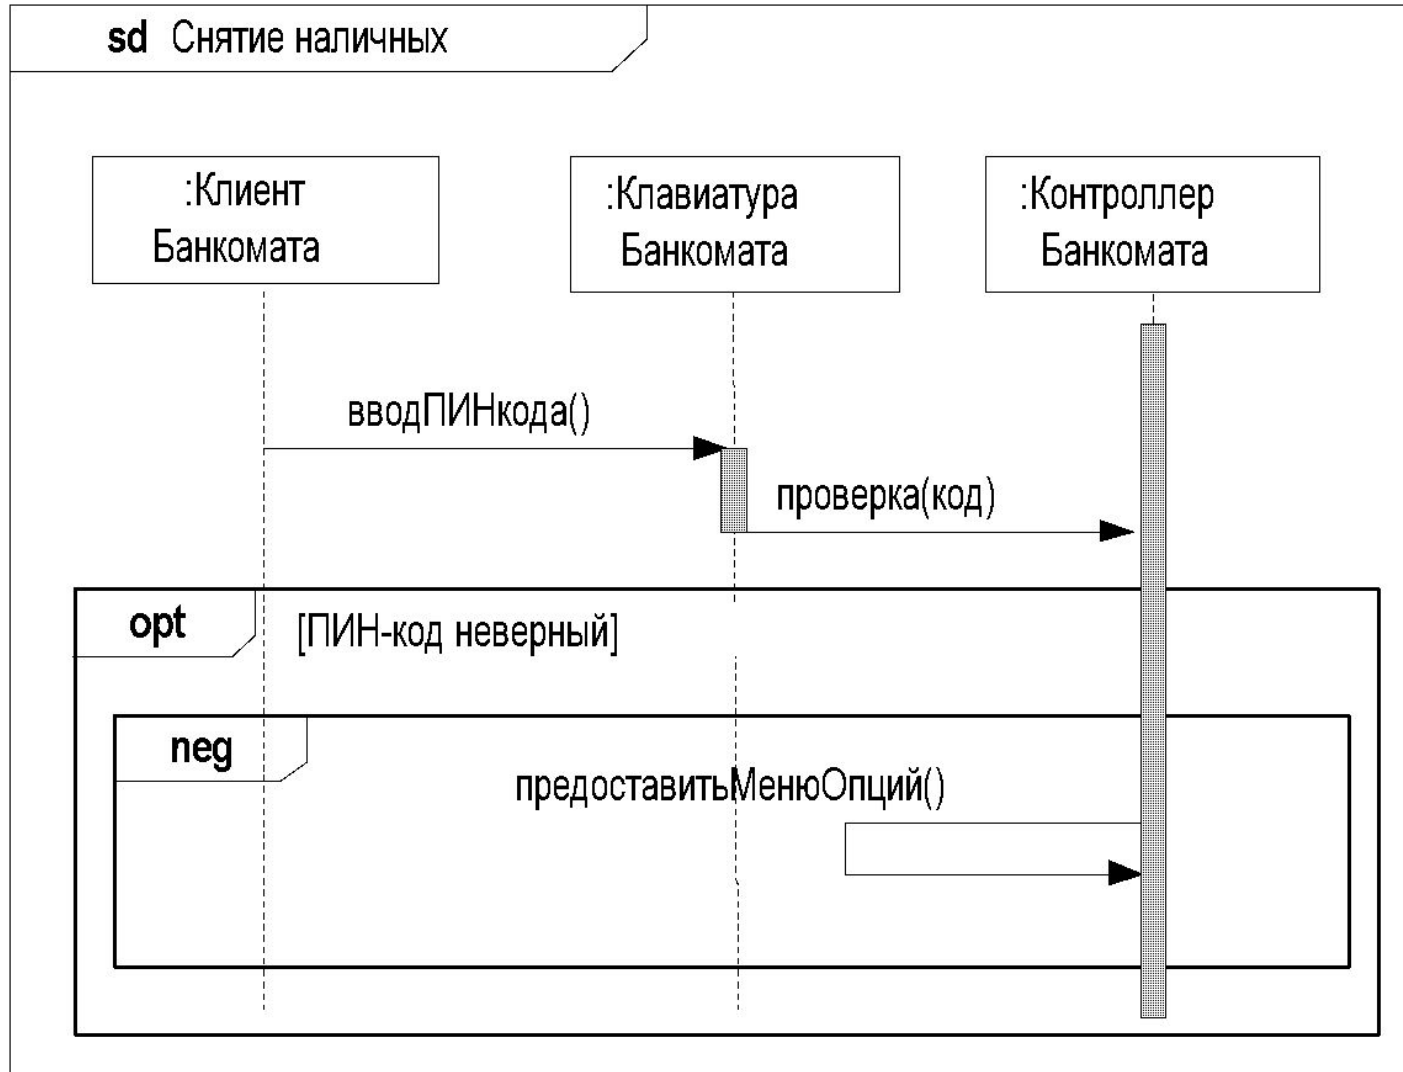 sd Снятие наличных
:Клиент
Банкомата
:Клавиатура
Банкомата
:Контроллер
Банкомата
вводПИНкода()
проверка(код)
opt [ПИН-код неверный]
neg
предоставитьМенюОпций()